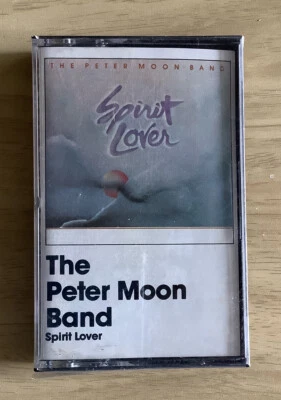 THE PETER MOON BAND
Spirit
Lover
The
Peter Moon
Band
Spirit Lover